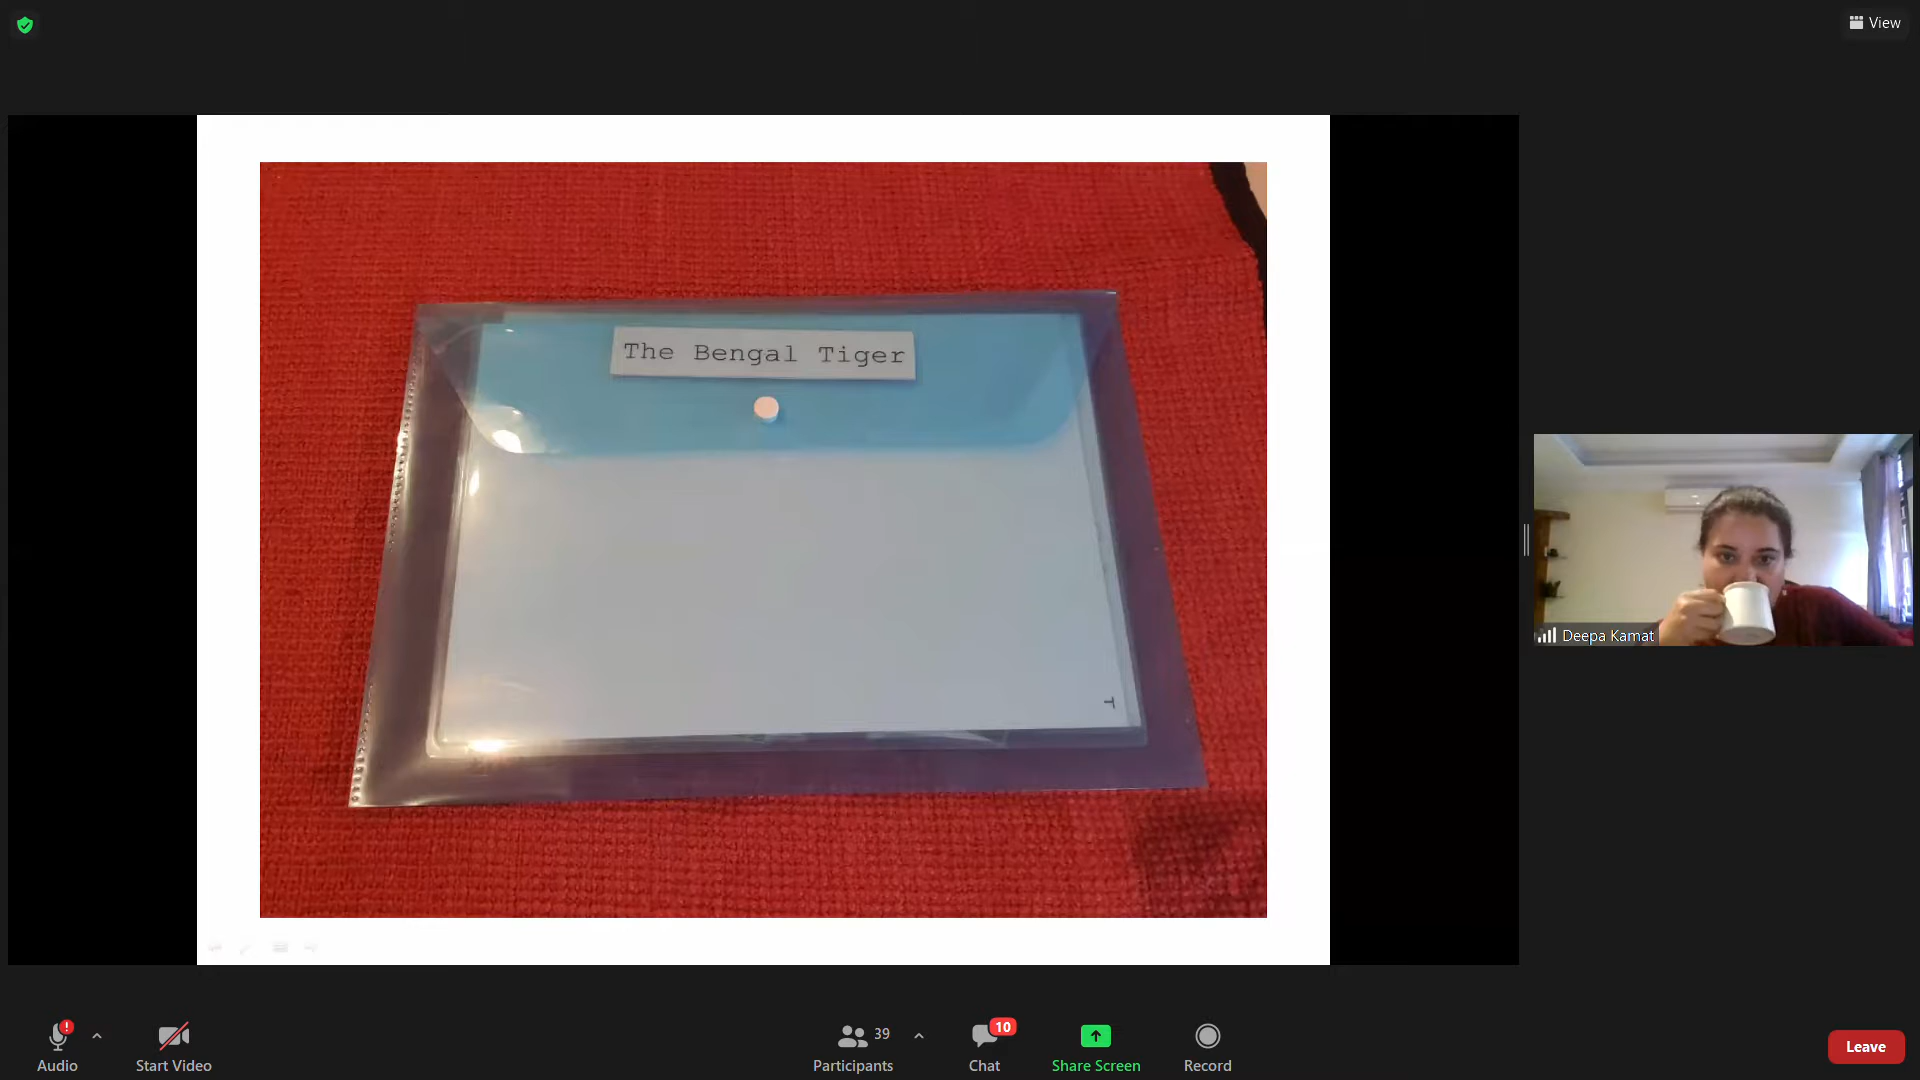 View
The Bengal Tiger
T
Deepa Kamat
Audio
Start Video
39
Participants
10
Chat
Share Screen
Record
Leave